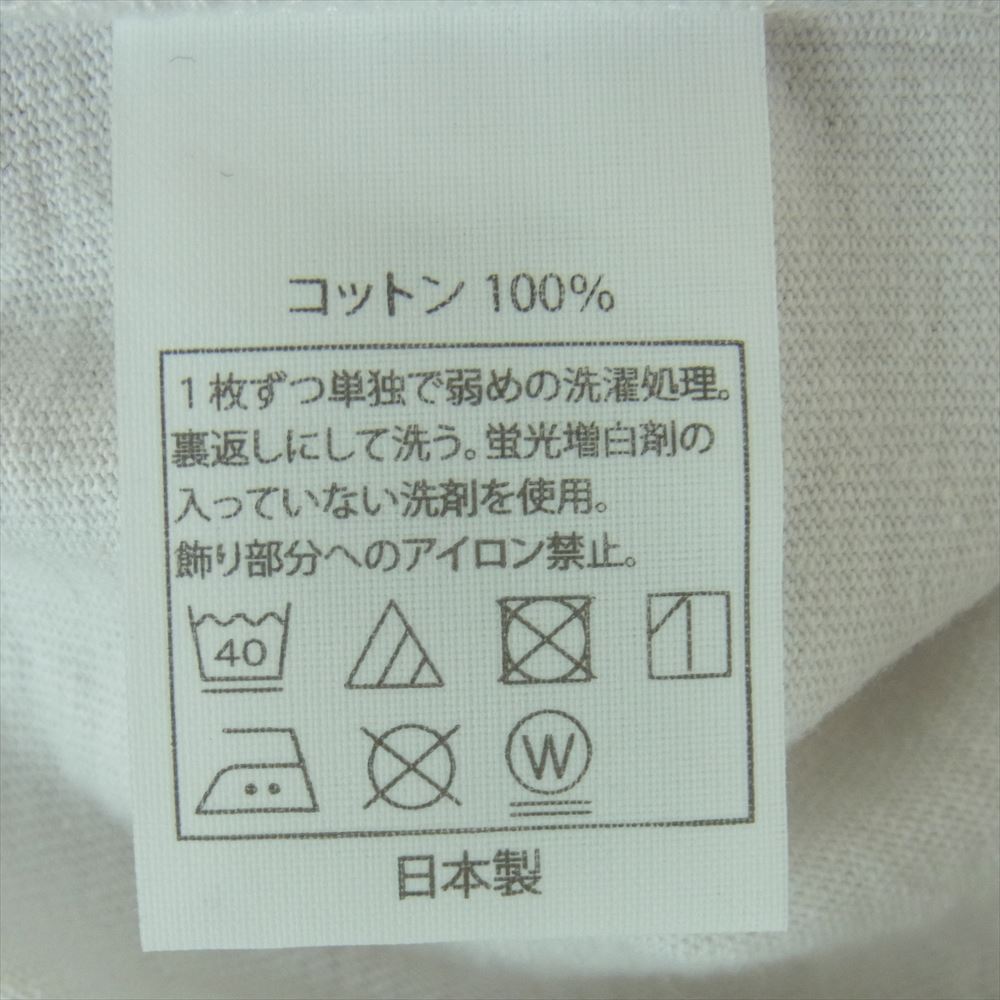 コットン 100%
1枚ずつ単独で弱めの洗濯処理。
裏返しにして洗う。蛍光増白剤の
入っていない洗剤を使用。
飾り部分へのアイロン禁止。
40
W
日本製